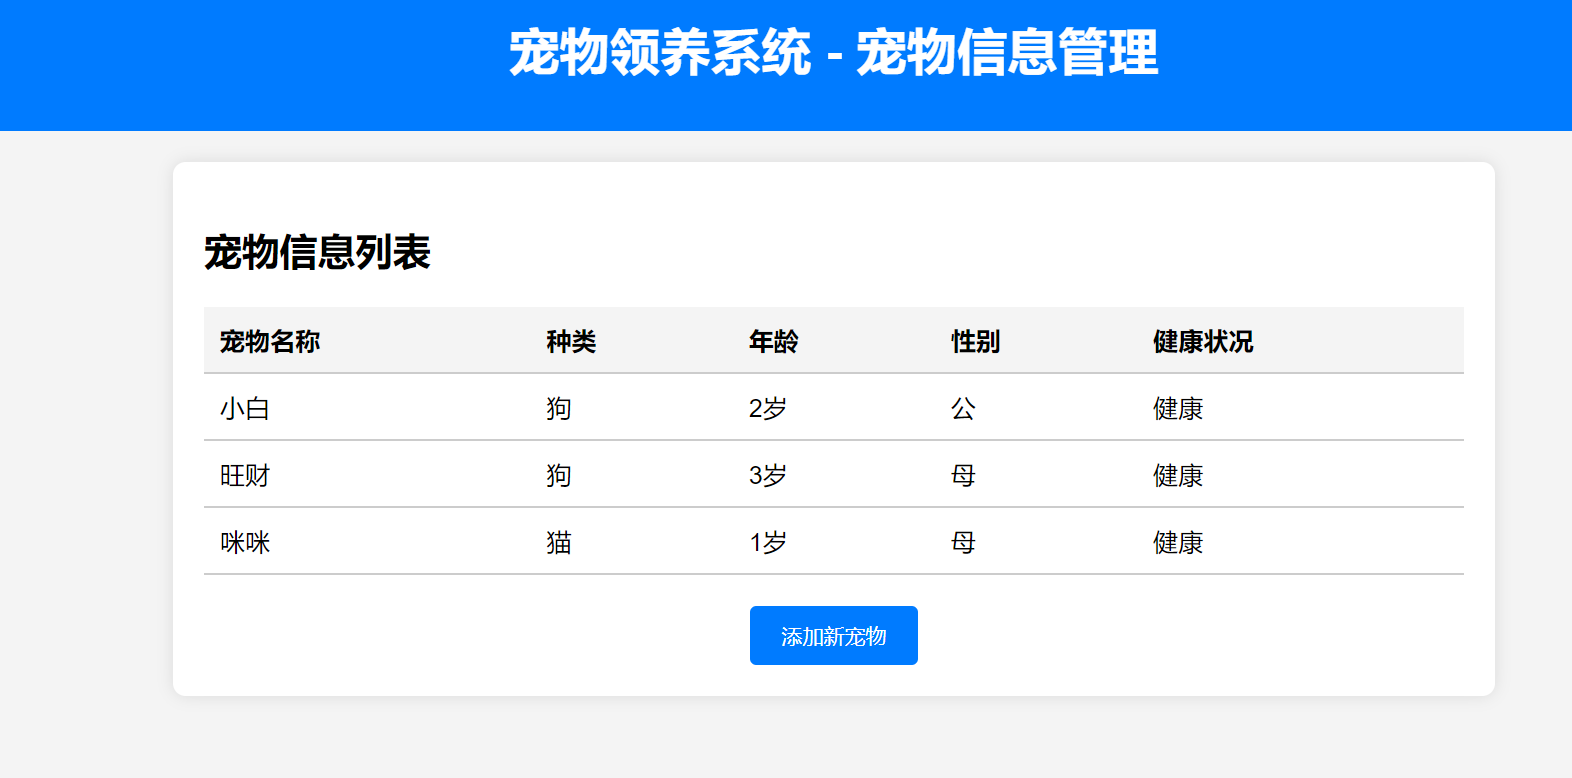 宠物领养系统 - 宠物信息管理
宠物信息列表
宠物名称 种类 年龄 性别 健康状况
小白 狗 2岁 公 健康
旺财 狗 3岁 母 健康
咪咪 猫 1岁 母 健康
添加新宠物